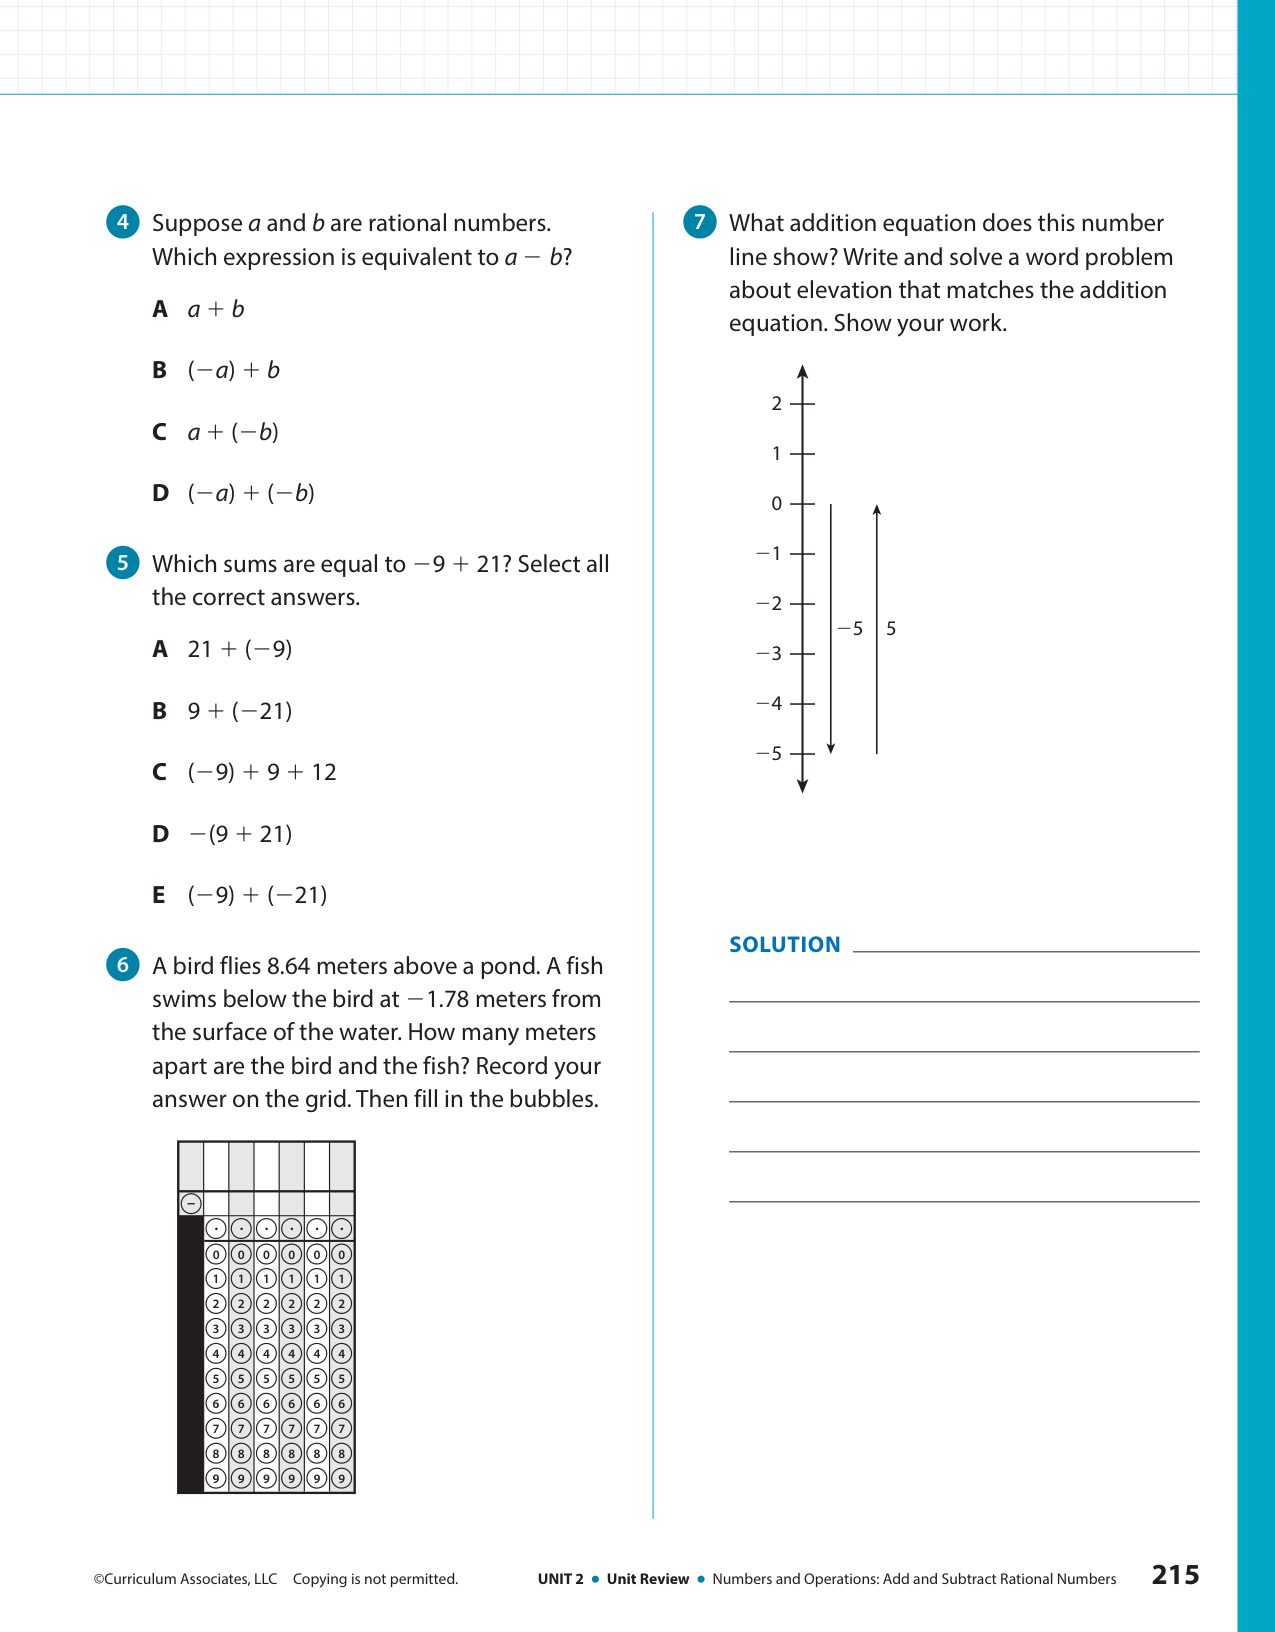 4 Suppose a and b are rational numbers.
Which expression is equivalent to a − b?
A a + b
B (−a) + b
C a + (−b)
D (−a) + (−b)
5 Which sums are equal to −9 + 21? Select all
the correct answers.
A 21 + (−9)
B 9 + (−21)
C (−9) + 9 + 12
D −(9 + 21)
E (−9) + (−21)
6 A bird flies 8.64 meters above a pond. A fish
swims below the bird at −1.78 meters from
the surface of the water. How many meters
apart are the bird and the fish? Record your
answer on the grid. Then fill in the bubbles.
−
. . . . . .
0 0 0 0 0 0
1 1 1 1 1 1
2 2 2 2 2 2
3 3 3 3 3 3
4 4 4 4 4 4
5 5 5 5 5 5
6 6 6 6 6 6
7 7 7 7 7 7
8 8 8 8 8 8
9 9 9 9 9 9
7 What addition equation does this number
line show? Write and solve a word problem
about elevation that matches the addition
equation. Show your work.
2
1
0
−1
−2
−5 5
−3
−4
−5
SOLUTION
©Curriculum Associates, LLC Copying is not permitted.
UNIT 2 • Unit Review • Numbers and Operations: Add and Subtract Rational Numbers 215